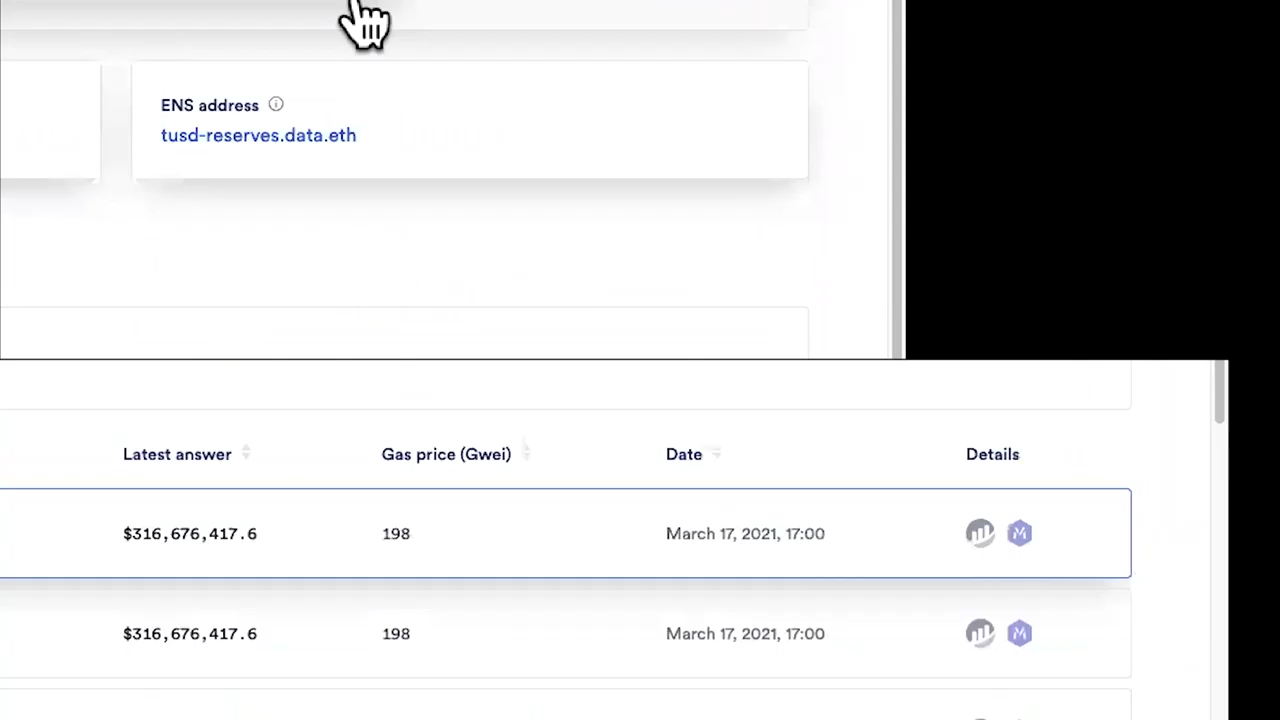 ENS address
tusd-reserves.data.eth
Latest answer Gas price (Gwei) Date Details
$316,676,417.6 198 March 17, 2021, 17:00
$316,676,417.6 198 March 17, 2021, 17:00